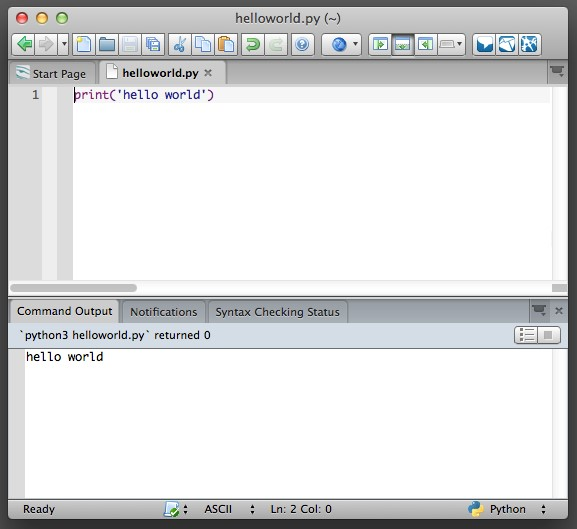 helloworld.py (~)
Start Page
helloworld.py
1 print('hello world')
Command Output Notifications Syntax Checking Status
`python3 helloworld.py` returned 0
hello world
Ready ASCII Ln: 2 Col: 0 Python